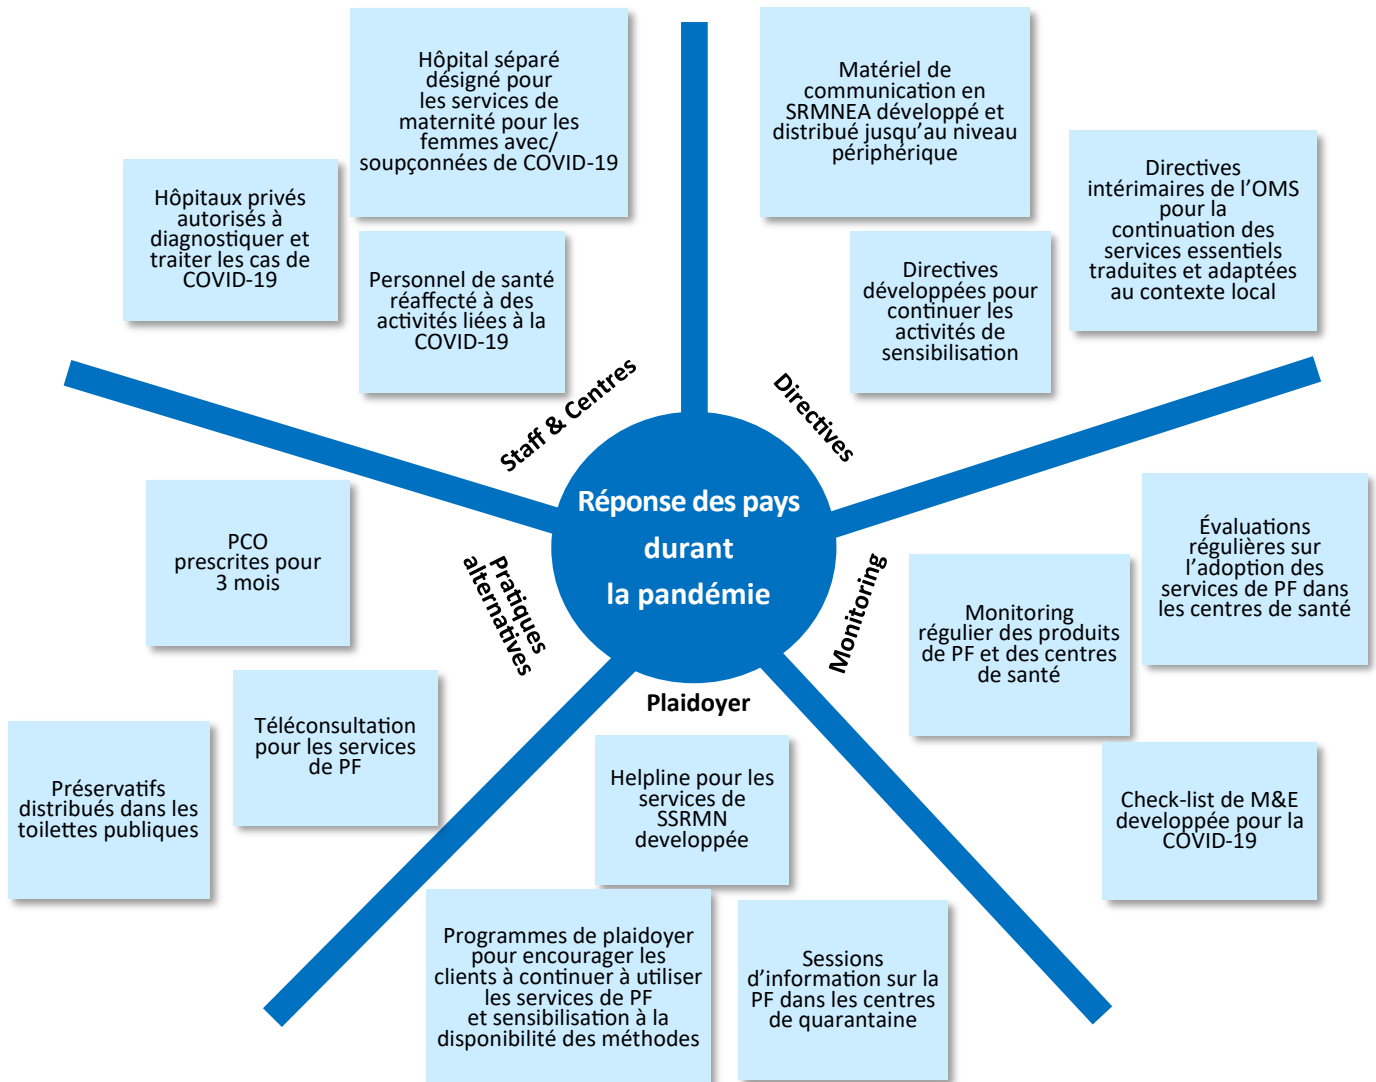 Hôpital séparé
désigné pour
les services de
maternité pour les
femmes avec/
soupçonnées de COVID-19
Hôpitaux privés
autorisés à
diagnostiquer et
traiter les cas de
COVID-19
Personnel de santé
réaffecté à des
activités liées à la
COVID-19
Staff & Centres
Matériel de
communication en
SRMNEA développé et
distribué jusqu’au niveau
périphérique
Directives
intérimaires de l’OMS
pour la
continuation des
services essentiels
traduites et adaptées
au contexte local
Directives
développées pour
continuer les
activités de
sensibilisation
Directives
Réponse des pays
durant
la pandémie
PCO
prescrites pour
3 mois
Pratiques
alternatives
Téléconsultation
pour les services
de PF
Préservatifs
distribués dans les
toilettes publiques
Monitoring
Évaluations
régulières sur
l’adoption des
services de PF dans
les centres de santé
Monitoring
régulier des produits
de PF et des centres
de santé
Check-list de M&E
developpée pour la
COVID-19
Plaidoyer
Helpline pour les
services de
SSRMN
developpée
Programmes de plaidoyer
pour encourager les
clients à continuer à utiliser
les services de PF
et sensibilisation à la
disponibilité des méthodes
Sessions
d’information sur la
PF dans les centres
de quarantaine